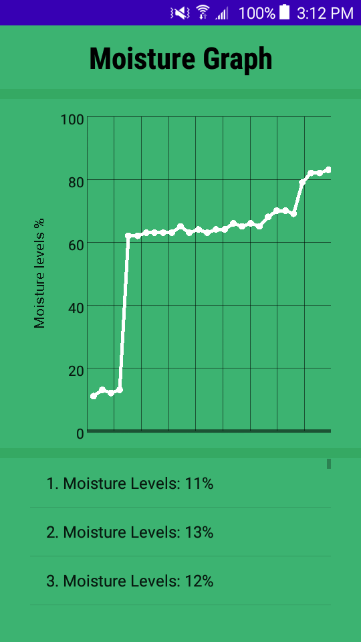 100% 3:12 PM
Moisture Graph
100
80
60
40
20
0
Moisture levels %
1. Moisture Levels: 11%
2. Moisture Levels: 13%
3. Moisture Levels: 12%